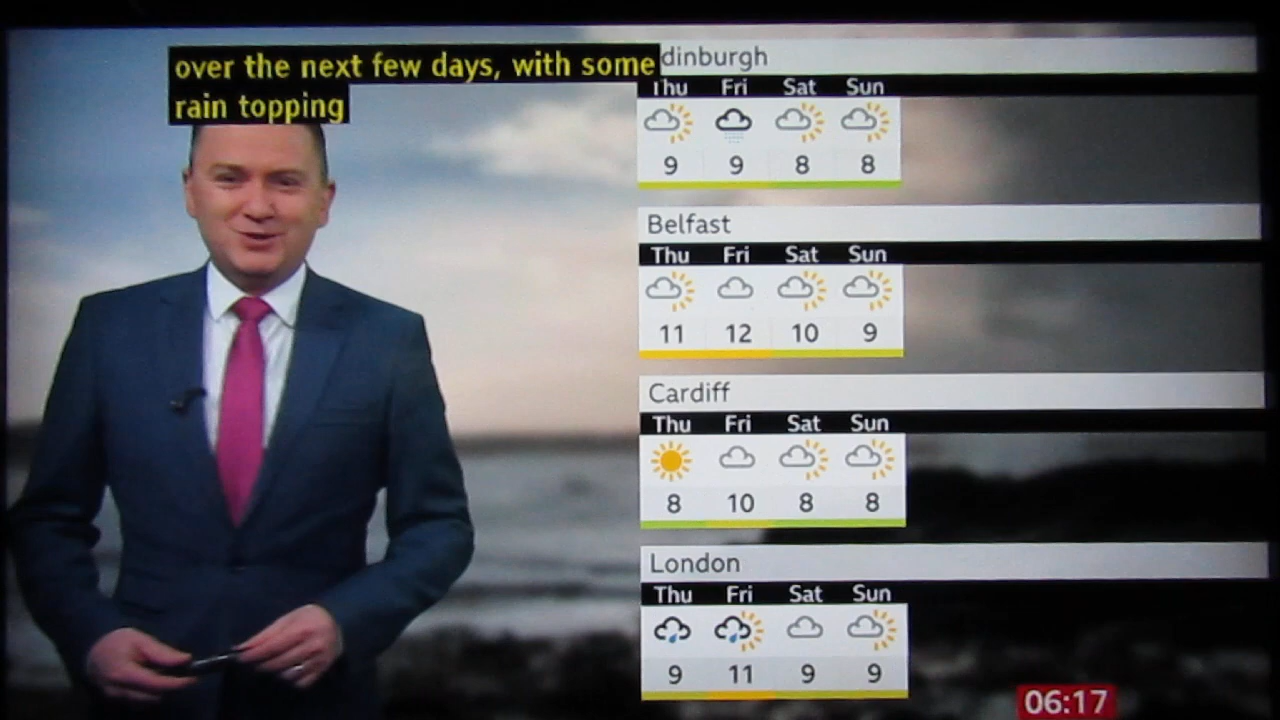 over the next few days, with some
rain topping
dinburgh
Thu Fri Sat Sun
9 9 8 8
Belfast
Thu Fri Sat Sun
11 12 10 9
Cardiff
Thu Fri Sat Sun
8 10 8 8
London
Thu Fri Sat Sun
9 11 9 9
06:17